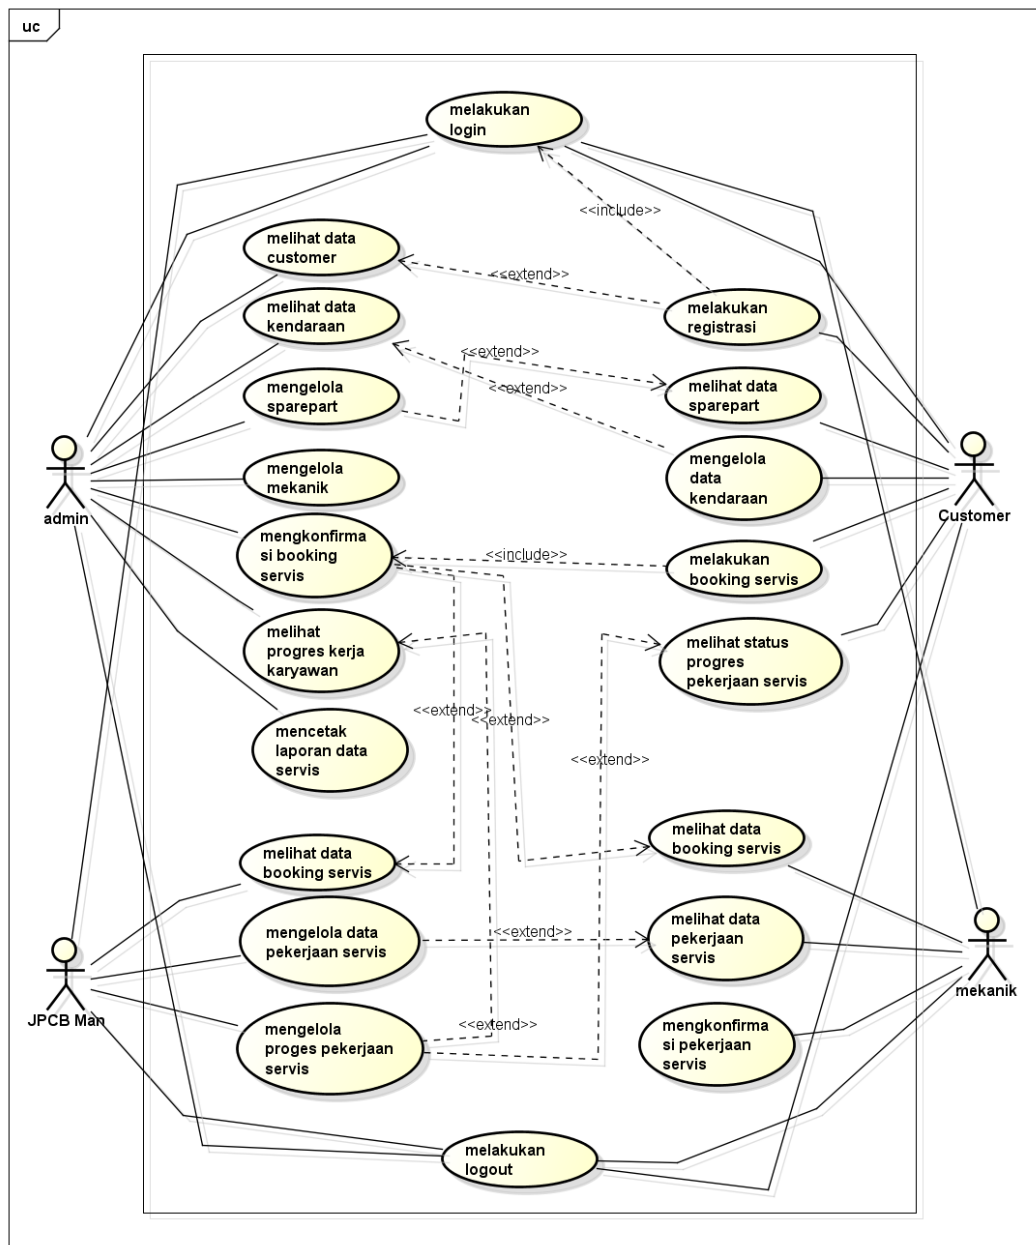 uc
melakukan
login
<<include>>
melihat data
customer
<<extend>>
melihat data
kendaraan
melakukan
registrasi
<<extend>>
<<extend>>
mengelola
sparepart
melihat data
sparepart
admin
mengelola
mekanik
mengelola
data
kendaraan
Customer
mengkonfirma
si booking
servis
<<include>>
melakukan
booking servis
melihat
progres kerja
karyawan
melihat status
progres
pekerjaan servis
<<extend>>
<<extend>>
mencetak
laporan data
servis
<<extend>>
melihat data
booking servis
melihat data
booking servis
mengelola data
pekerjaan servis
<<extend>>
melihat data
pekerjaan
servis
JPCB Man
mekanik
mengelola
proges pekerjaan
servis
<<extend>>
mengkonfirma
si pekerjaan
servis
melakukan
logout